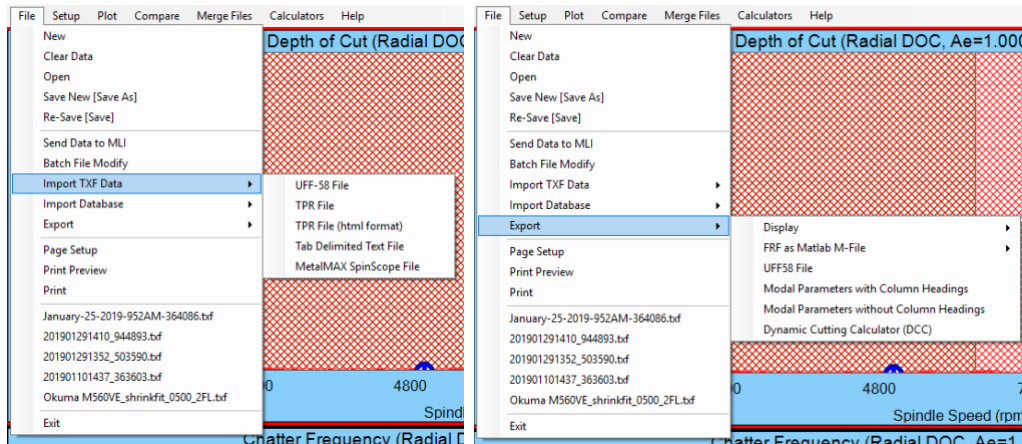 File Setup Plot Compare Merge Files Calculators Help
New
Depth of Cut (Radial DOC
Clear Data
Open
Save New [Save As]
Re-Save [Save]
Send Data to MLI
Batch File Modify
Import TXF Data
UFF-58 File
Import Database
TPR File
Export
TPR File (html format)
Tab Delimited Text File
Page Setup
MetalMAX SpinScope File
Print Preview
Print
January-25-2019-952AM-364086.txf
201901291410_944893.txf
201901291352_503590.txf
201901101437_363603.txf
0 4800
Okuma M560VE_shrinkfit_0500_2FL.txf
Spindl
Exit
Chatter Frequency (Radial D
File Setup Plot Compare Merge Files Calculators Help
New
Depth of Cut (Radial DOC, Ae=1.000
Clear Data
Open
Save New [Save As]
Re-Save [Save]
Send Data to MLI
Batch File Modify
Import TXF Data
Import Database
Export
Display
FRF as Matlab M-File
Page Setup
UFF58 File
Print Preview
Modal Parameters with Column Headings
Print
Modal Parameters without Column Headings
January-25-2019-952AM-364086.txf
Dynamic Cutting Calculator (DCC)
201901291410_944893.txf
201901291352_503590.txf
201901101437_363603.txf
00 4800 7
Okuma M560VE_shrinkfit_0500_2FL.txf
Spindle Speed (rpm
Exit
Chatter Frequency (Radial DOC, Ae=1